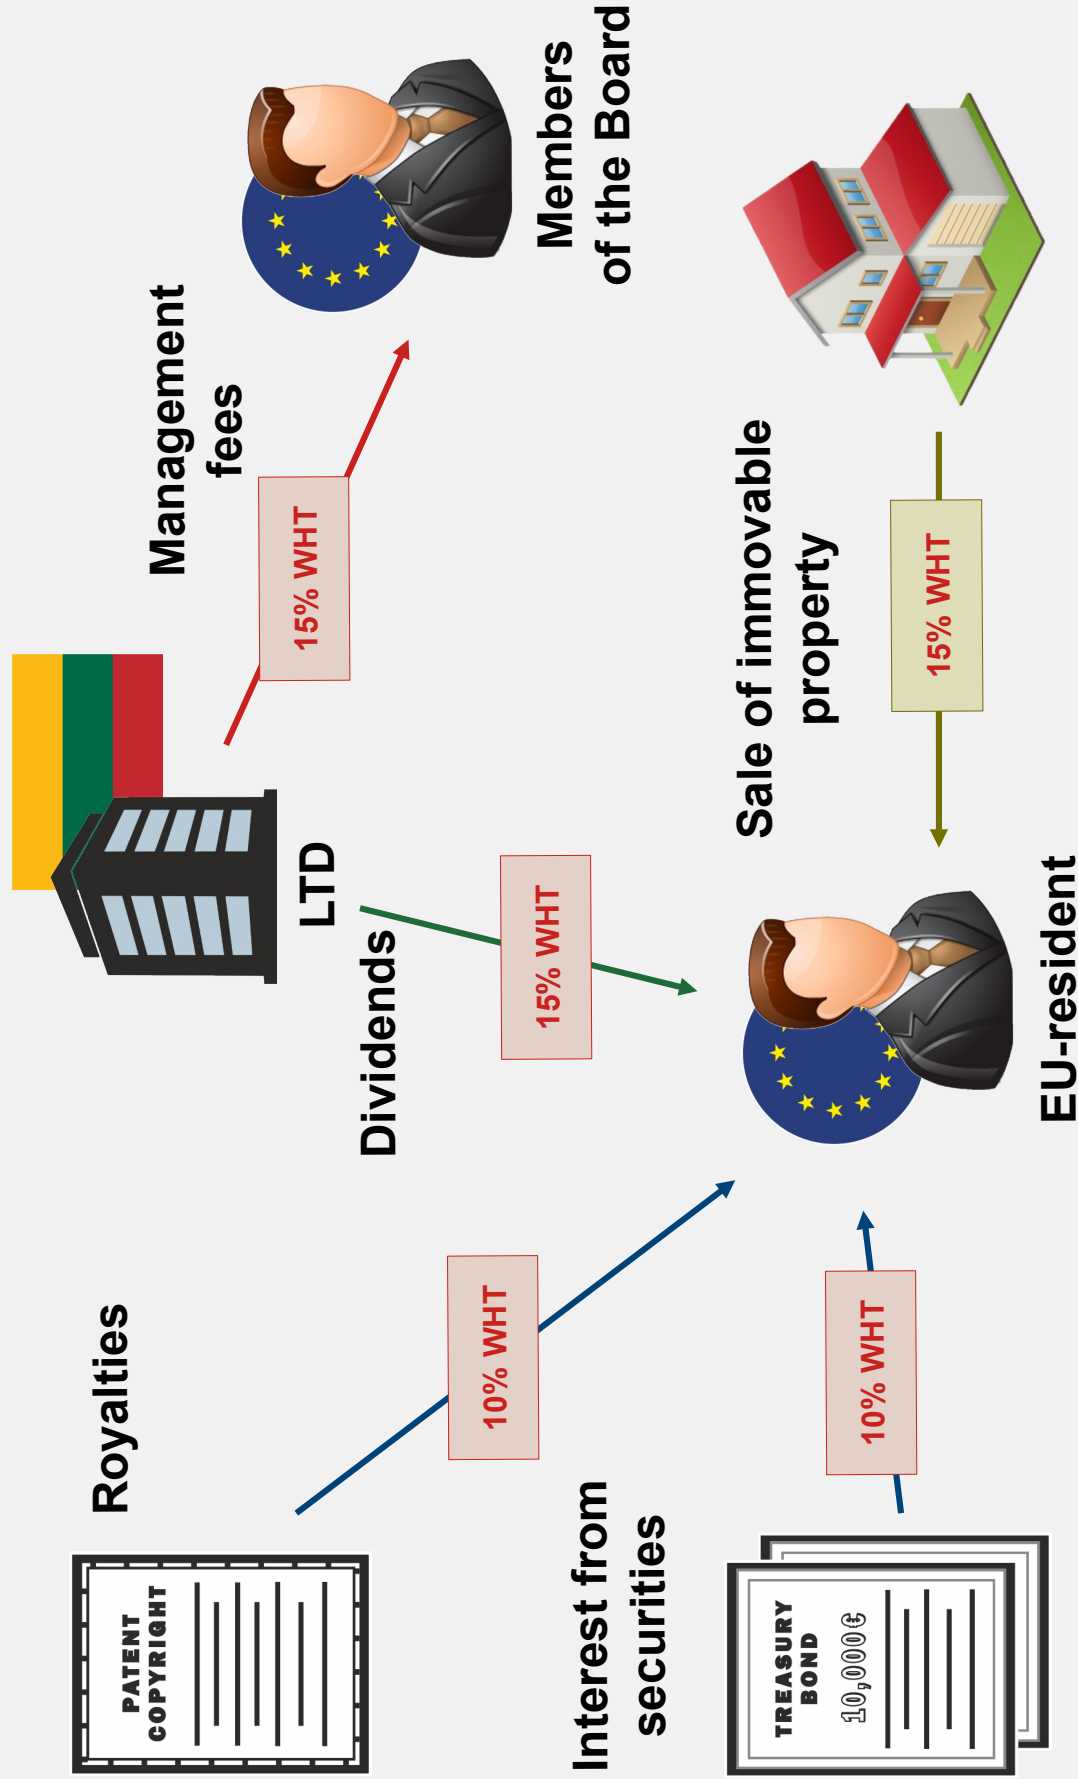 PATENT
COPYRIGHT
Royalties
10% WHT
LTD
Management
fees
15% WHT
Members
of the Board
Dividends
15% WHT
Interest from
securities
TREASURY
BOND
10,000€
10% WHT
EU-resident
Sale of immovable
property
15% WHT